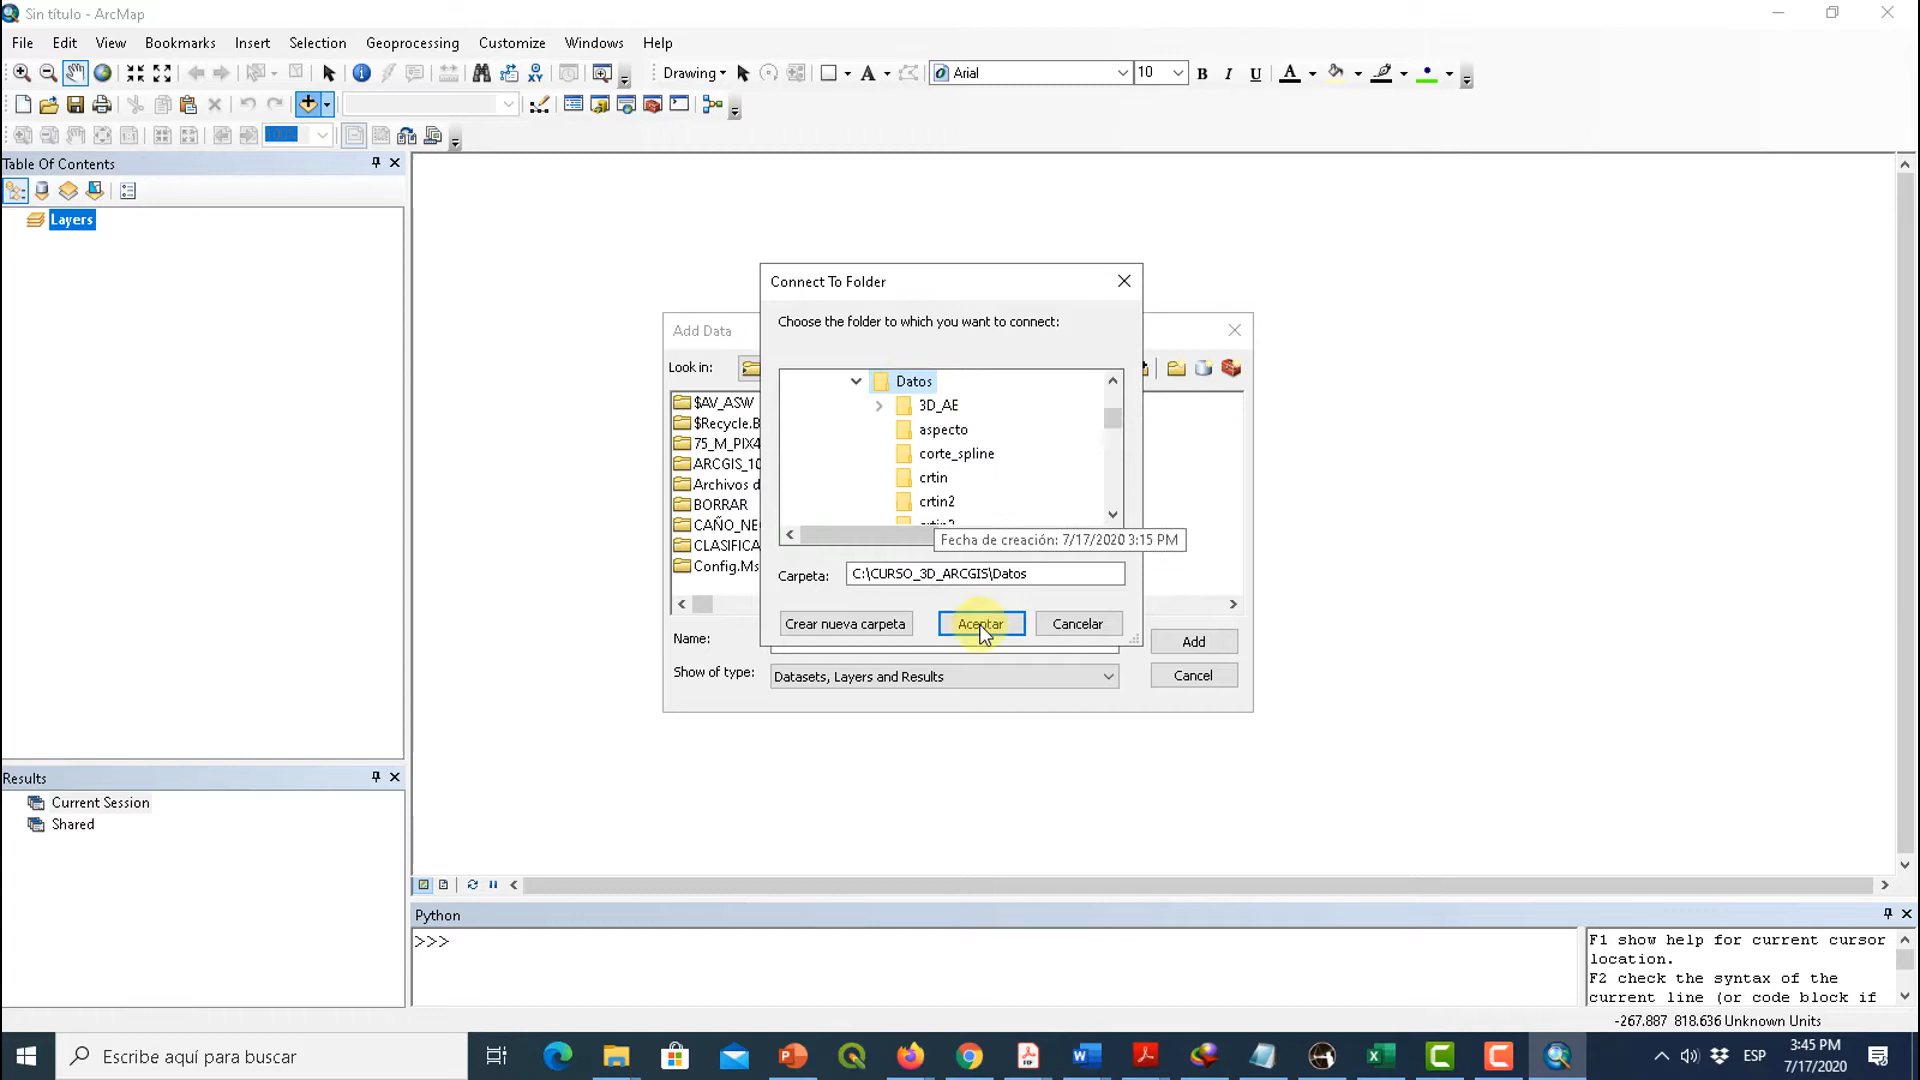 Sin título - ArcMap
File Edit View Bookmarks Insert Selection Geoprocessing Customize Windows Help
Drawing A Arial 10 B I U A
Table Of Contents
Layers
Connect To Folder
Choose the folder to which you want to connect:
Add Data
Look in:
Datos
3D_AE
aspecto
corte_spline
crtin
crtin2
$AV_ASW
$Recycle.B
75_M_PIX4
ARCGIS_10
Archivos d
BORRAR
CAÑO_NE
CLASIFICA
Config.Ms
Fecha de creación: 7/17/2020 3:15 PM
Carpeta: C:\CURSO_3D_ARCGIS\Datos
Crear nueva carpeta Aceptar Cancelar
Name: Add
Show of type: Datasets, Layers and Results Cancel
Results
Current Session
Shared
Python
>>>
F1 show help for current cursor
location.
F2 check the syntax of the
current line (or code block if
-267.887 818.636 Unknown Units
Escribe aquí para buscar
ESP
3:45 PM
7/17/2020